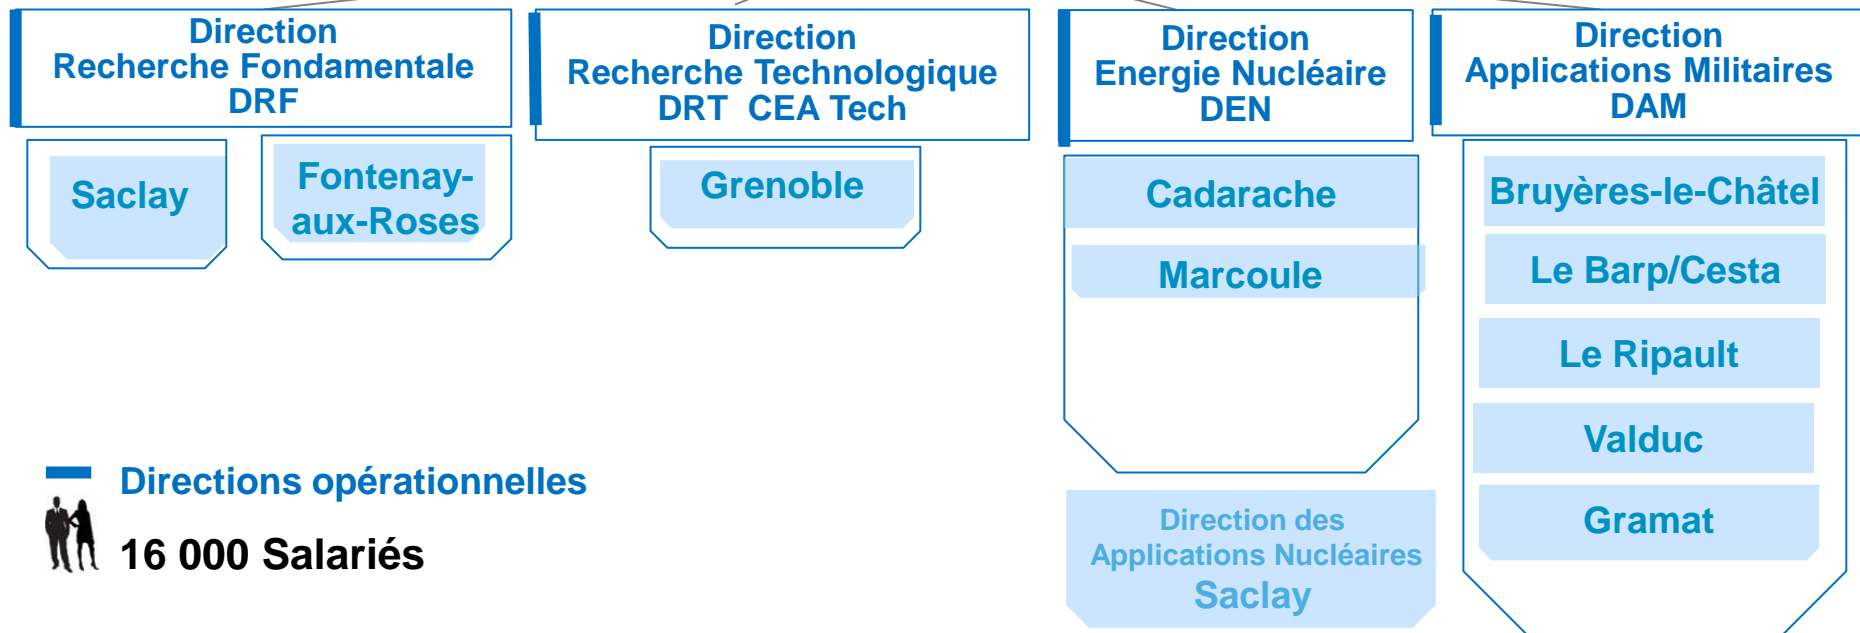 Direction
Recherche Fondamentale
DRF
Saclay
Fontenay-
aux-Roses
Direction
Recherche Technologique
DRT CEA Tech
Grenoble
Direction
Energie Nucléaire
DEN
Cadarache
Marcoule
Direction des
Applications Nucléaires
Saclay
Direction
Applications Militaires
DAM
Bruyères-le-Châtel
Le Barp/Cesta
Le Ripault
Valduc
Gramat
Directions opérationnelles
16 000 Salariés